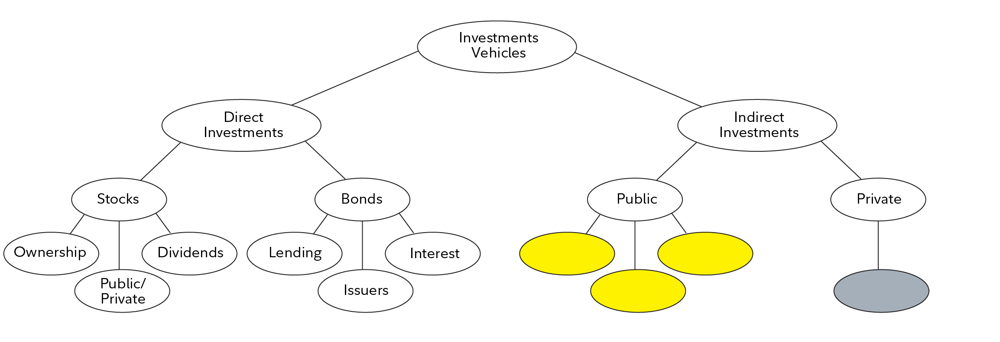 Investments
Vehicles
Direct
Investments
Indirect
Investments
Stocks
Bonds
Public
Private
Ownership
Dividends
Lending
Interest
Public/
Private
Issuers